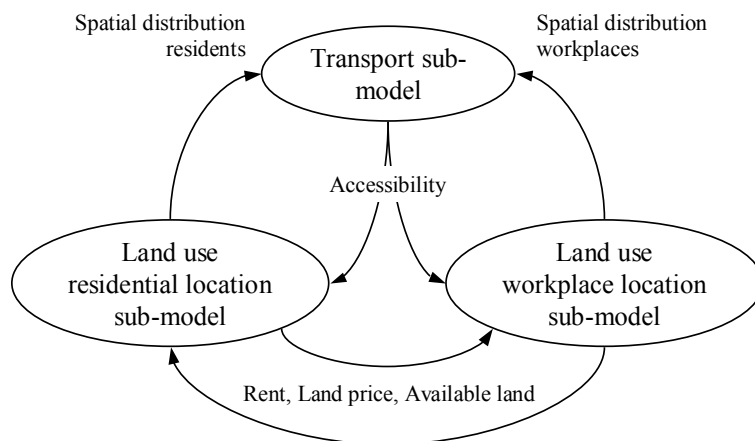 Spatial distribution
residents
Transport sub-
model
Spatial distribution
workplaces
Accessibility
Land use
residential location
sub-model
Land use
workplace location
sub-model
Rent, Land price, Available land